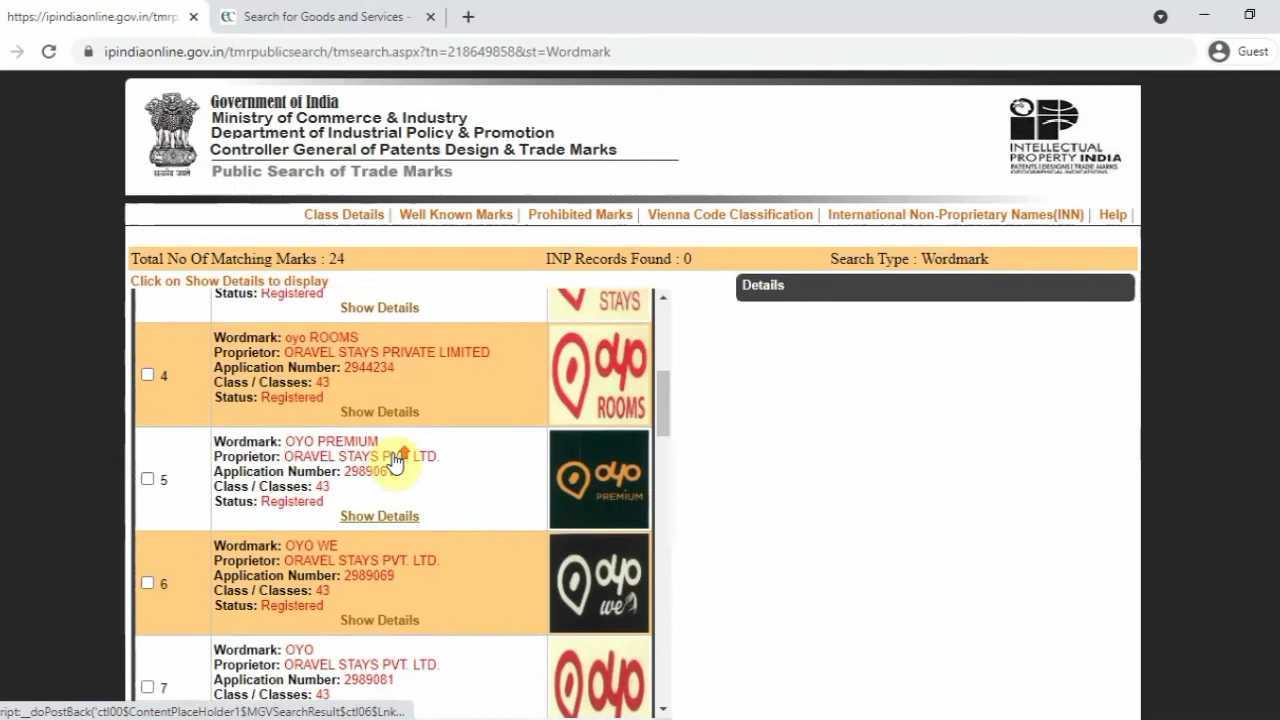 https://ipindiaonline.gov.in/tmrp
Search for Goods and Services -
ipindiaonline.gov.in/tmrpublicsearch/tmsearch.aspx?tn=218649858&st=Wordmark
Guest
Government of India
Ministry of Commerce & Industry
Department of Industrial Policy & Promotion
Controller General of Patents Design & Trade Marks
Public Search of Trade Marks
सत्यमेव जयते
INTELLECTUAL
PROPERTY INDIA
PATENTS | DESIGNS | TRADE MARKS
GEOGRAPHICAL INDICATIONS
Class Details | Well Known Marks | Prohibited Marks | Vienna Code Classification | International Non-Proprietary Names(INN) | Help |
Total No Of Matching Marks : 24 INP Records Found : 0 Search Type : Wordmark
Click on Show Details to display
Details
Status: Registered
Show Details
STAYS
4
Wordmark: oyo ROOMS
Proprietor: ORAVEL STAYS PRIVATE LIMITED
Application Number: 2944234
Class / Classes: 43
Status: Registered
Show Details
oyo
ROOMS
5
Wordmark: OYO PREMIUM
Proprietor: ORAVEL STAYS LTD.
Application Number:
Class / Classes: 43
Status: Registered
Show Details
oyo
PREMIUM
6
Wordmark: OYO WE
Proprietor: ORAVEL STAYS PVT. LTD.
Application Number: 2989069
Class / Classes: 43
Status: Registered
Show Details
oyo
we
7
Wordmark: OYO
Proprietor: ORAVEL STAYS PVT. LTD.
Application Number: 2989081
Class / Classes: 43
oyo
ript:__doPostBack('ctl00$ContentPlaceHolder1$MGVSearchResult$ctl06$Lnk...